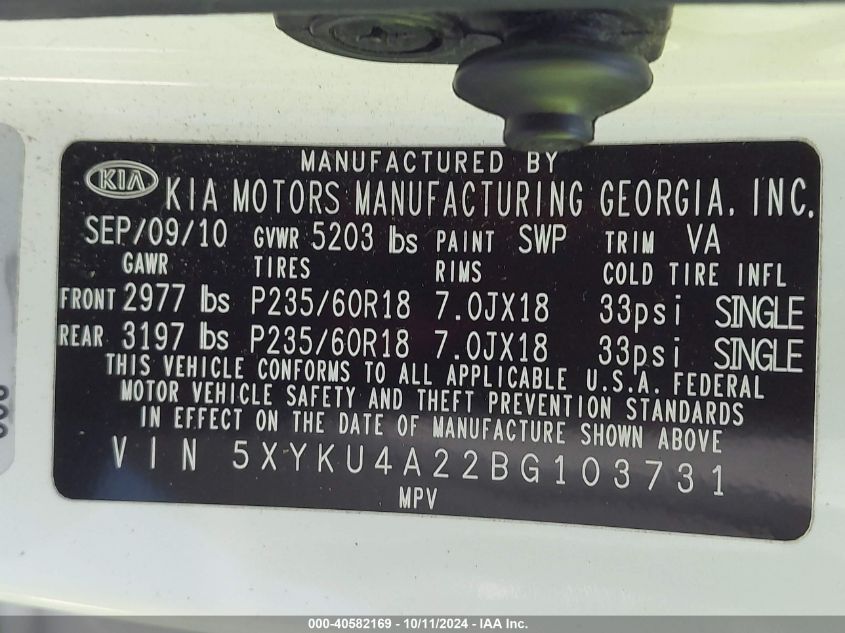 MANUFACTURED BY
KIA KIA MOTORS MANUFACTURING GEORGIA, INC.
SEP/09/10 GVWR 5203 lbs PAINT SWP TRIM VA
GAWR TIRES RIMS COLD TIRE INFL
FRONT 2977 lbs P235/60R18 7.0JX18 33psi SINGLE
REAR 3197 lbs P235/60R18 7.0JX18 33psi SINGLE
THIS VEHICLE CONFORMS TO ALL APPLICABLE U.S.A. FEDERAL
MOTOR VEHICLE SAFETY AND THEFT PREVENTION STANDARDS
IN EFFECT ON THE DATE OF MANUFACTURE SHOWN ABOVE
VIN 5XYKU4A22BG103731
MPV
000-40582169 - 10/11/2024 - IAA Inc.